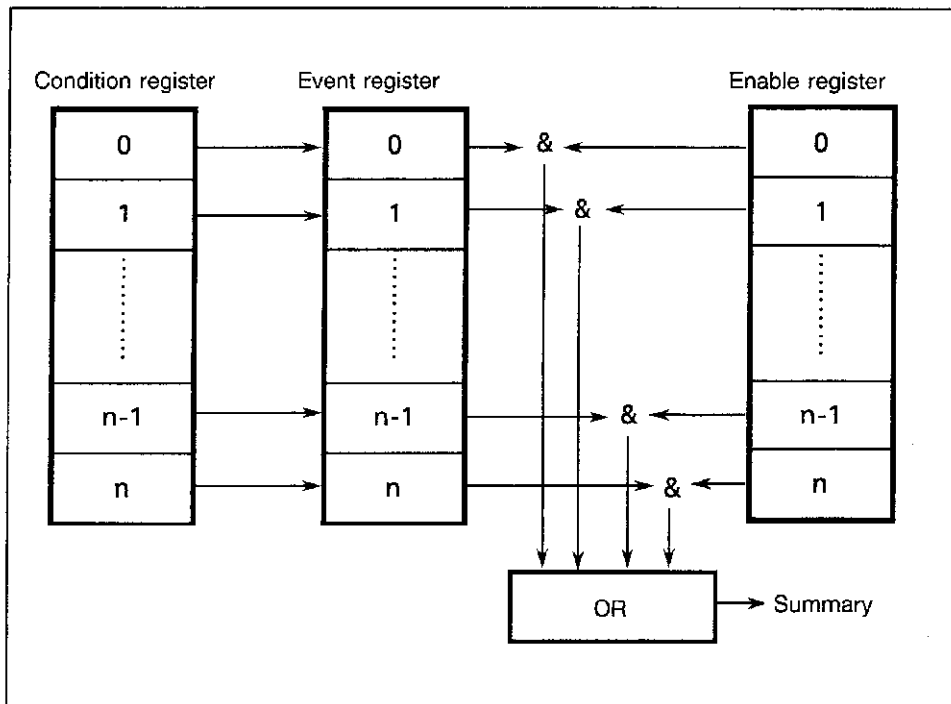 Condition register Event register Enable register
0 0 & 0
1 1 & 1
n-1 n-1 & n-1
n n & n
OR Summary